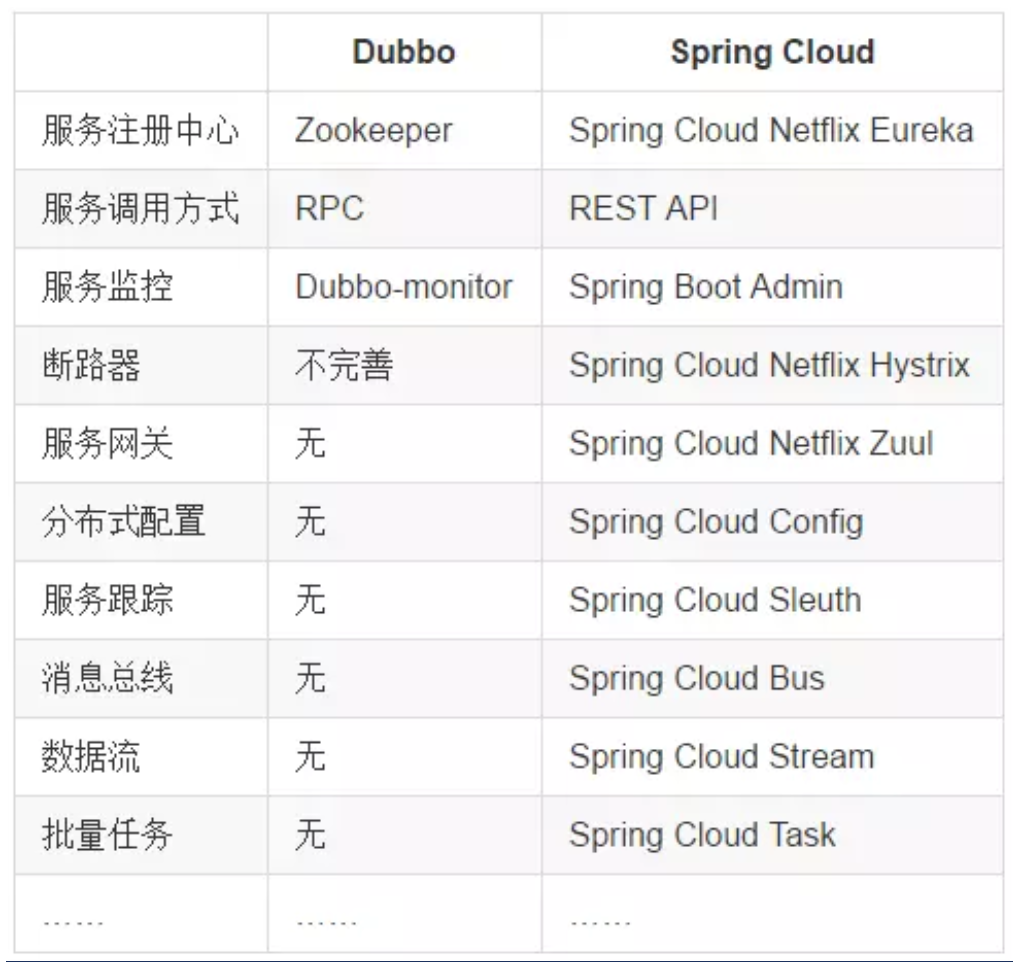 Dubbo Spring Cloud
服务注册中心 Zookeeper Spring Cloud Netflix Eureka
服务调用方式 RPC REST API
服务监控 Dubbo-monitor Spring Boot Admin
断路器 不完善 Spring Cloud Netflix Hystrix
服务网关 无 Spring Cloud Netflix Zuul
分布式配置 无 Spring Cloud Config
服务跟踪 无 Spring Cloud Sleuth
消息总线 无 Spring Cloud Bus
数据流 无 Spring Cloud Stream
批量任务 无 Spring Cloud Task
…… …… ……